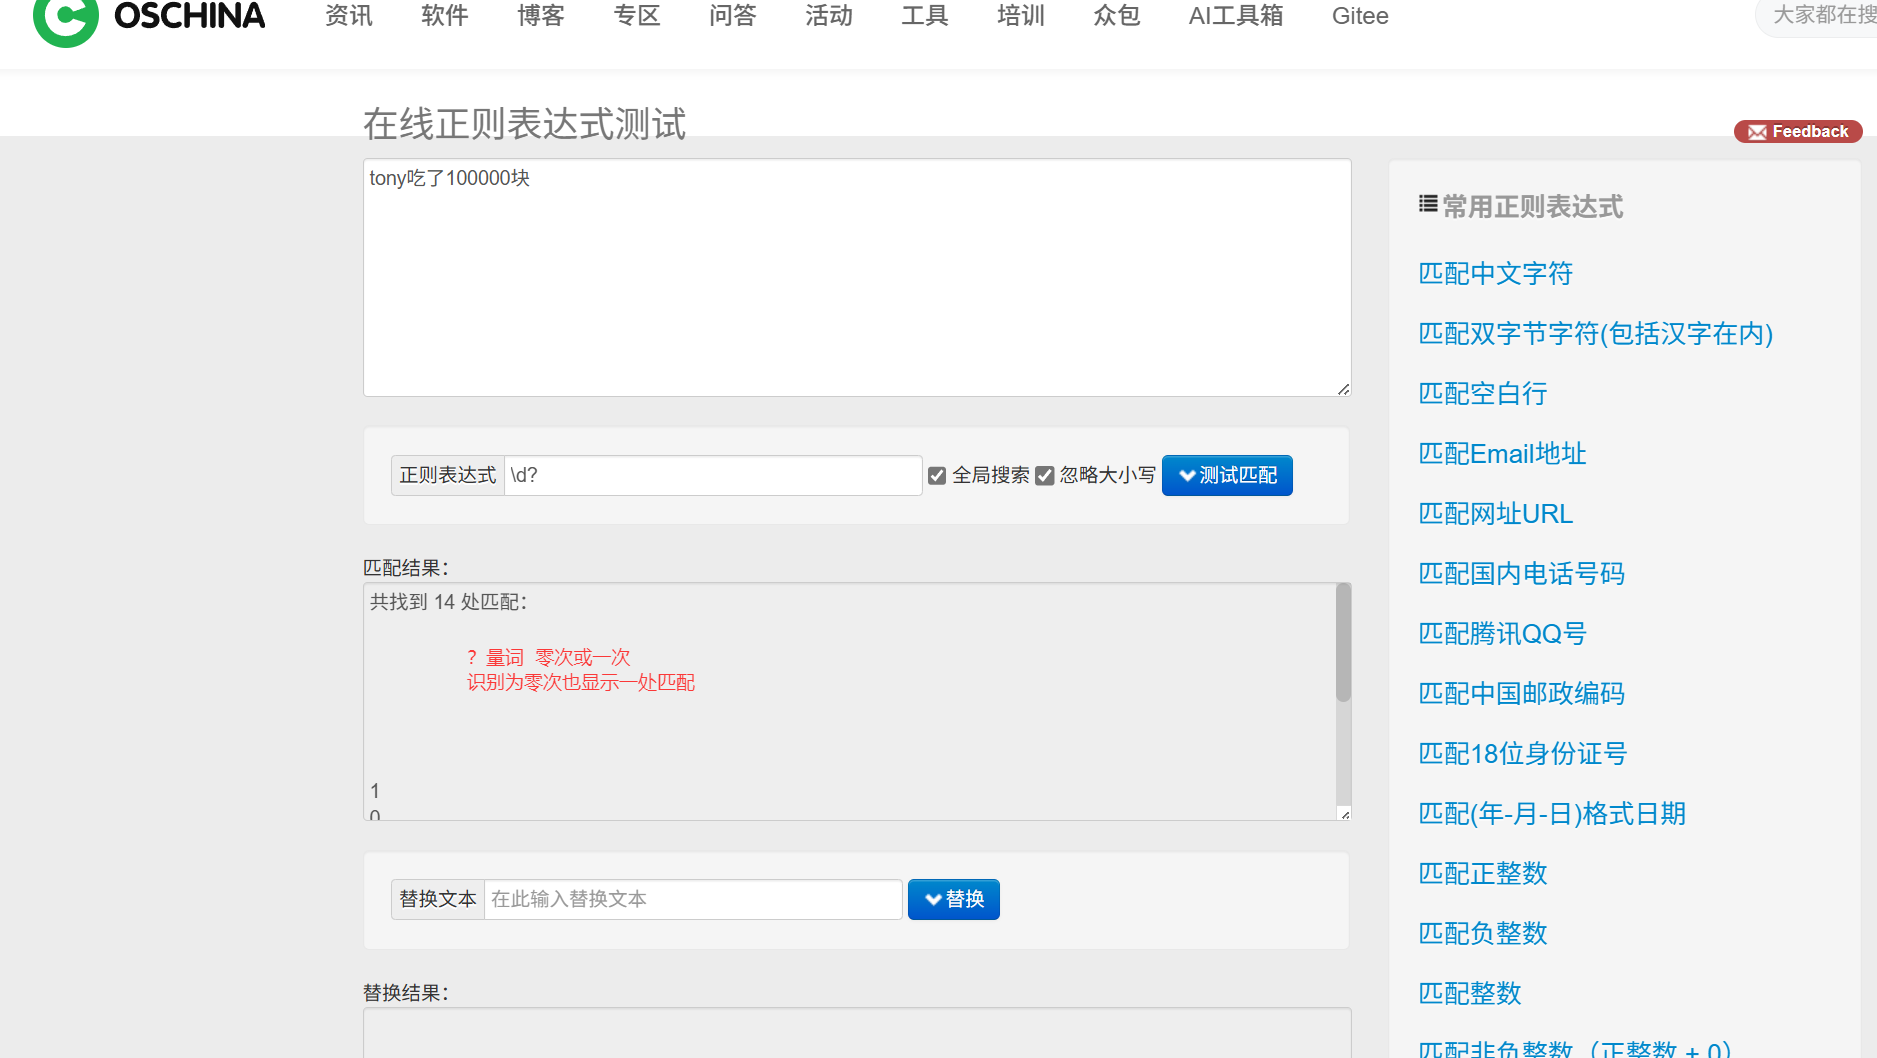 OSCHINA 资讯 软件 博客 专区 问答 活动 工具 培训 众包 AI工具箱 Gitee 大家都在搜
在线正则表达式测试
Feedback
tony吃了100000块
正则表达式 \d? 全局搜索 忽略大小写 测试匹配
匹配结果：
共找到 14 处匹配：
？量词 零次或一次
识别为零次也显示一处匹配
1
0
替换文本 在此输入替换文本 替换
替换结果：
常用正则表达式
匹配中文字符
匹配双字节字符(包括汉字在内)
匹配空白行
匹配Email地址
匹配网址URL
匹配国内电话号码
匹配腾讯QQ号
匹配中国邮政编码
匹配18位身份证号
匹配(年-月-日)格式日期
匹配正整数
匹配负整数
匹配整数
匹配非负整数（正整数 + 0）